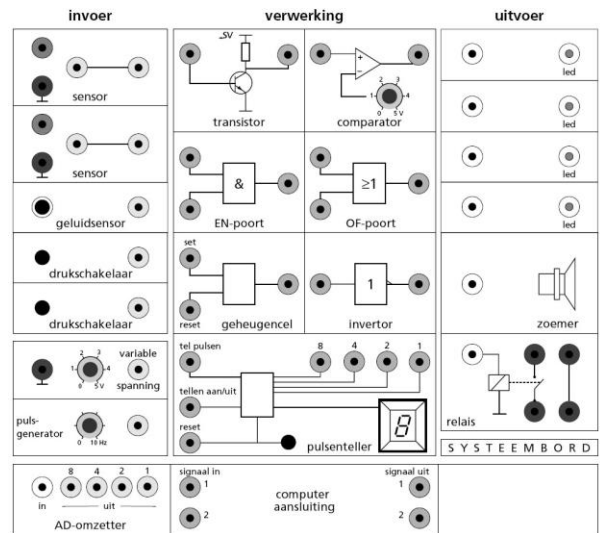 invoer
verwerking
uitvoer
sensor
sensor
geluidsensor
drukschakelaar
drukschakelaar
0 1 2 3 4 5 V
variable
spanning
puls-
generator
0 10 Hz
8 4 2 1
in uit
AD-omzetter
5V
transistor
+
-
0 1 2 3 4 5 V
comparator
&
EN-poort
≥1
OF-poort
set
reset
geheugencel
1
invertor
tel pulsen
8 4 2 1
tellen aan/uit
reset
8
pulsenteller
signaal in
1
2
computer
aansluiting
signaal uit
1
2
led
led
led
led
zoemer
relais
SYSTEEMBORD